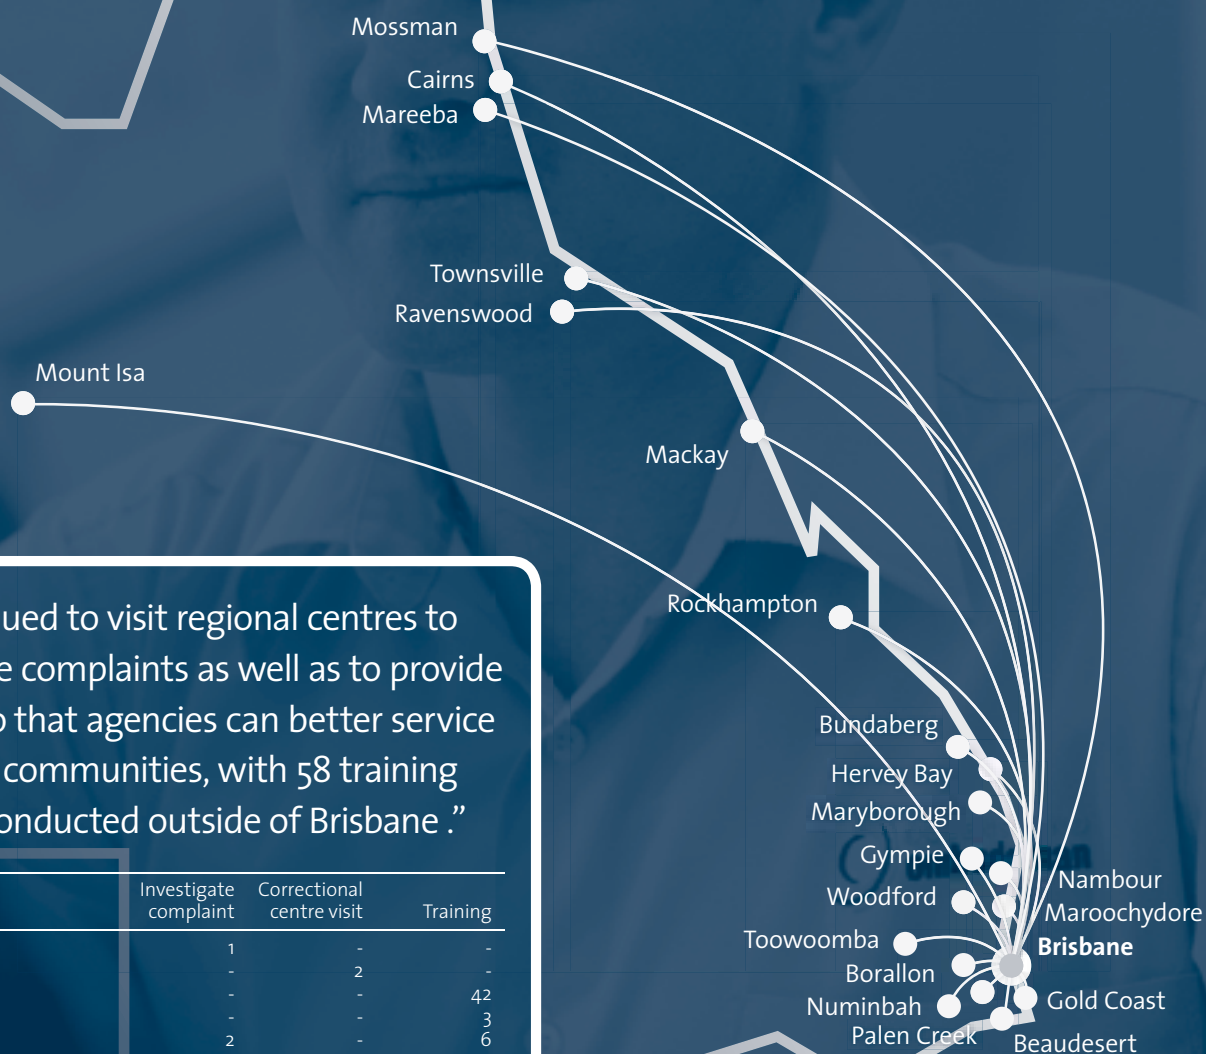 Mossman
Cairns
Mareeba
Townsville
Ravenswood
Mount Isa
Mackay
Rockhampton
Bundaberg
Hervey Bay
Maryborough
Gympie
Woodford
Nambour
Maroochydore
Toowoomba
Brisbane
Borallon
Numinbah
Gold Coast
Palen Creek
Beaudesert
ued to visit regional centres to
e complaints as well as to provide
o that agencies can better service
communities, with 58 training
onducted outside of Brisbane .”
Investigate complaint Correctional centre visit Training
1 - -
- 2 -
- - 42
- - 3
2 - 6